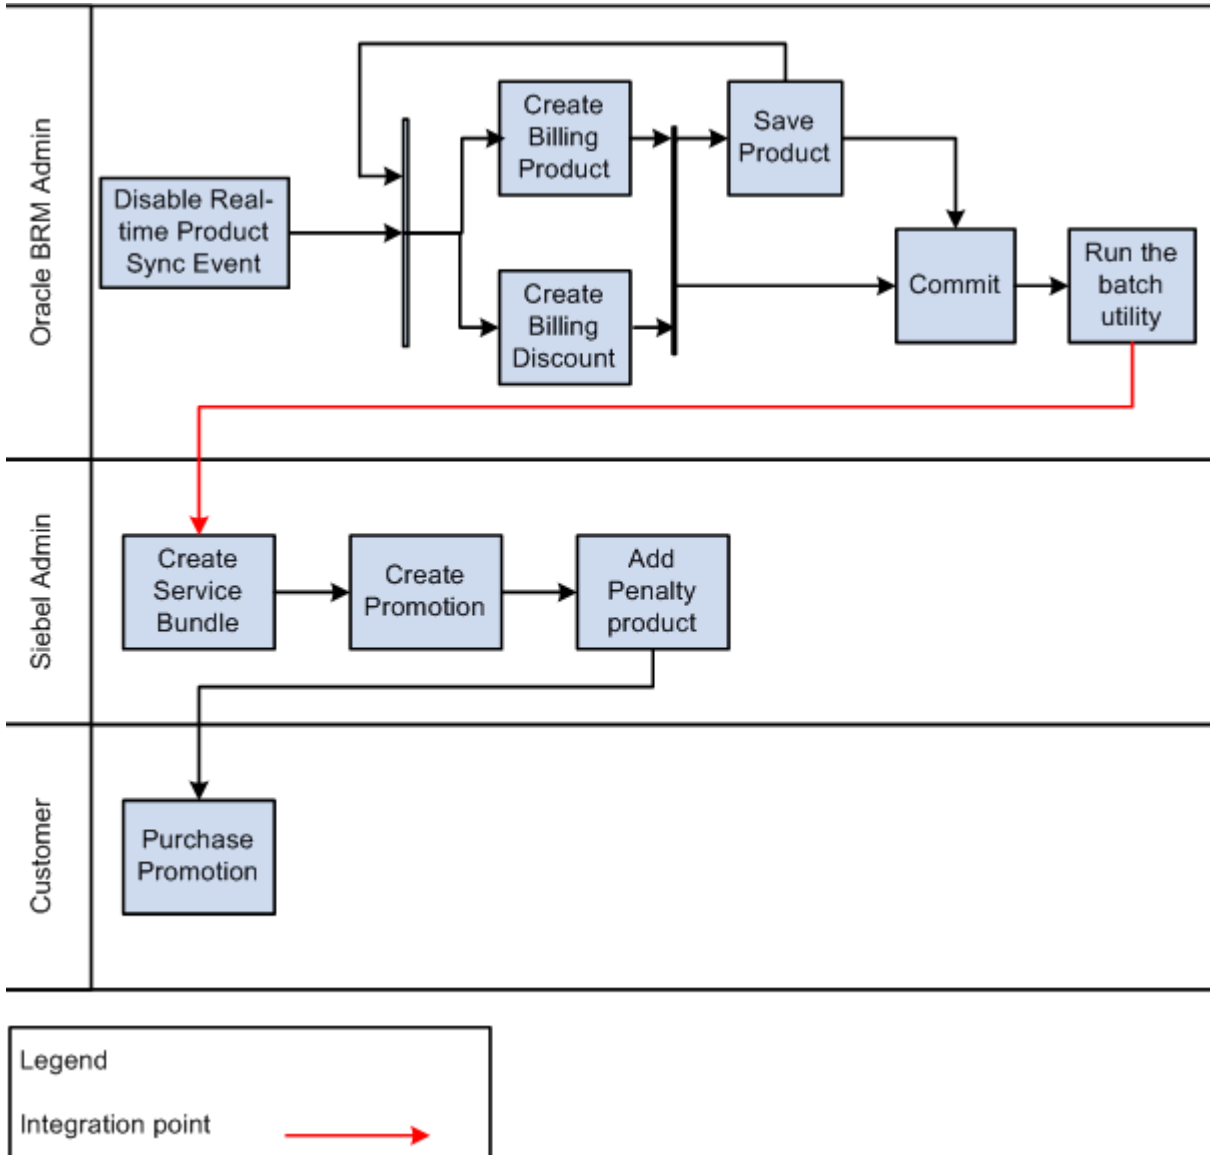 Oracle BRM Admin
Disable Real-
time Product
Sync Event
Create
Billing
Product
Create
Billing
Discount
Save
Product
Commit
Run the
batch
utility
Siebel Admin
Create
Service
Bundle
Create
Promotion
Add
Penalty
product
Customer
Purchase
Promotion
Legend
Integration point